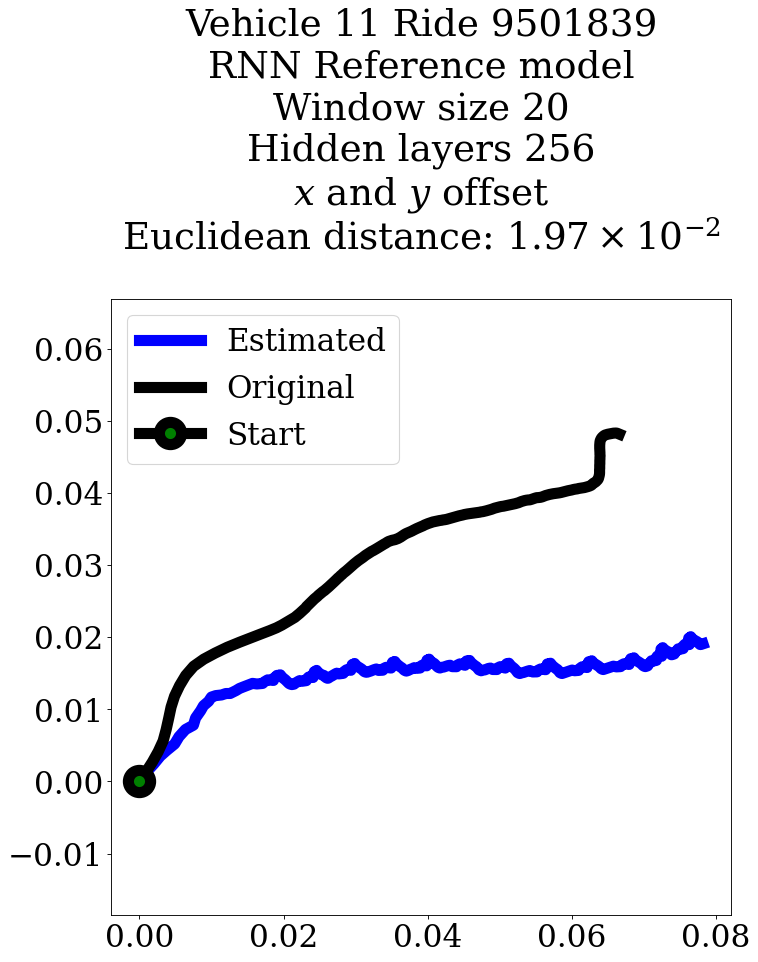 Vehicle 11 Ride 9501839
RNN Reference model
Window size 20
Hidden layers 256
x and y offset
Euclidean distance: 1.97 × 10⁻²
Estimated
Original
Start
0.06
0.05
0.04
0.03
0.02
0.01
0.00
−0.01
0.00 0.02 0.04 0.06 0.08